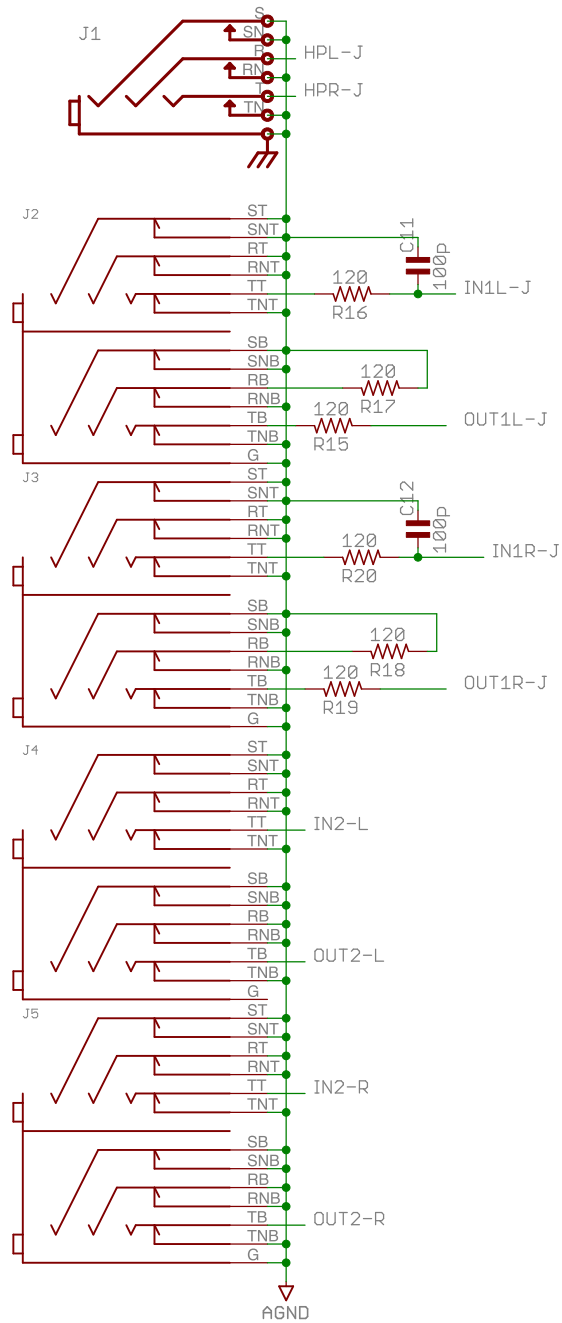 J1
S
SN
R HPL-J
RN
T HPR-J
TN
J2
ST
SNT
C11
100p
RT
RNT
120
TT IN1L-J
R16
TNT
SB
SNB
120
RB
R17
RNB
120
TB OUT1L-J
R15
TNB
G
J3
ST
SNT
C12
100p
RT
RNT
120
TT IN1R-J
R20
TNT
SB
SNB
120
RB
R18
RNB
120
TB OUT1R-J
R19
TNB
G
J4
ST
SNT
RT
RNT
TT IN2-L
TNT
SB
SNB
RB
RNB
TB OUT2-L
TNB
G
J5
ST
SNT
RT
RNT
TT IN2-R
TNT
SB
SNB
RB
RNB
TB OUT2-R
TNB
G
AGND